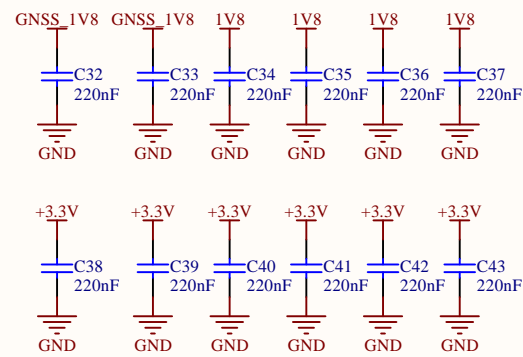 GNSS_1V8 GNSS_1V8 1V8 1V8 1V8 1V8
C32 C33 C34 C35 C36 C37
220nF 220nF 220nF 220nF 220nF 220nF
GND GND GND GND GND GND
+3.3V +3.3V +3.3V +3.3V +3.3V +3.3V
C38 C39 C40 C41 C42 C43
220nF 220nF 220nF 220nF 220nF 220nF
GND GND GND GND GND GND